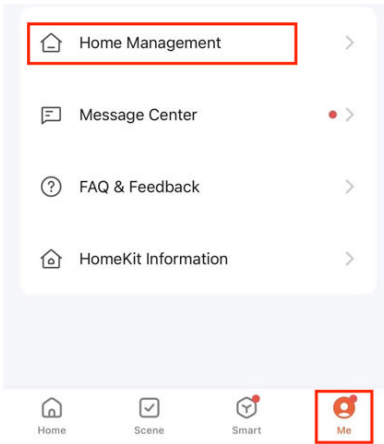 Home Management
Message Center
FAQ & Feedback
HomeKit Information
Home Scene Smart Me